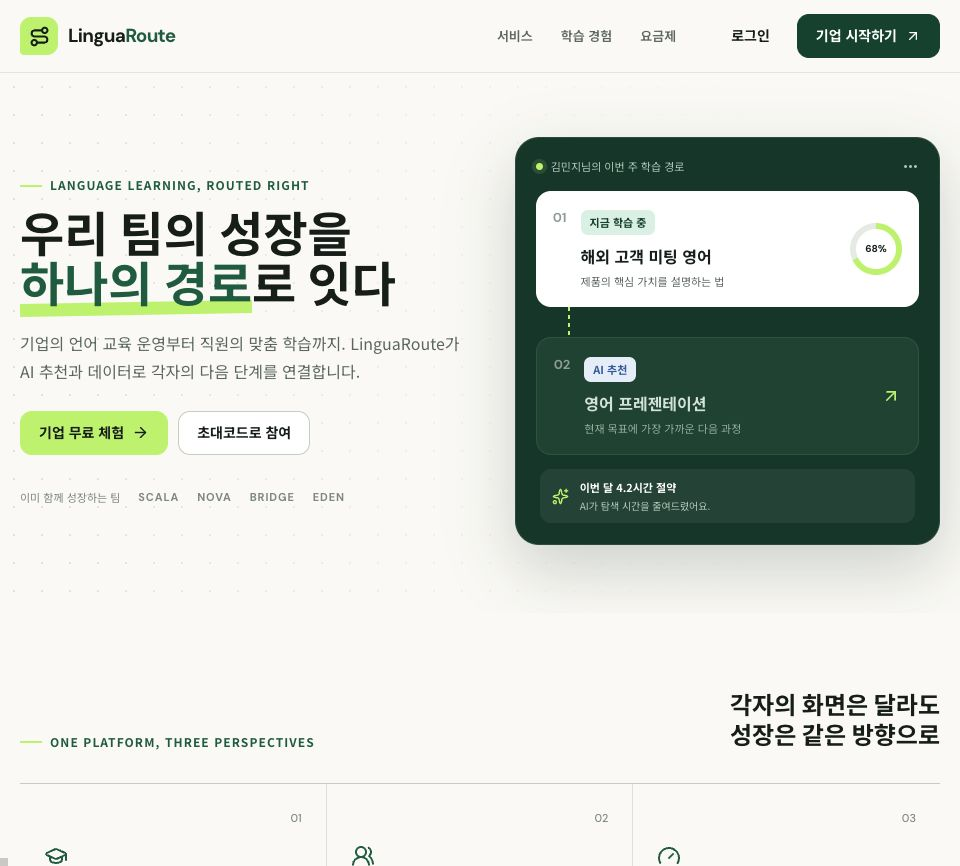 LinguaRoute
서비스
학습 경험
요금제
로그인
기업 시작하기
LANGUAGE LEARNING, ROUTED RIGHT
우리 팀의 성장을
하나의 경로로 잇다
기업의 언어 교육 운영부터 직원의 맞춤 학습까지. LinguaRoute가
AI 추천과 데이터로 각자의 다음 단계를 연결합니다.
기업 무료 체험
초대코드로 참여
이미 함께 성장하는 팀
SCALA
NOVA
BRIDGE
EDEN
김민지님의 이번 주 학습 경로
01
지금 학습 중
해외 고객 미팅 영어
제품의 핵심 가치를 설명하는 법
68%
02
AI 추천
영어 프레젠테이션
현재 목표에 가장 가까운 다음 과정
이번 달 4.2시간 절약
AI가 탐색 시간을 줄여드렸어요.
ONE PLATFORM, THREE PERSPECTIVES
각자의 화면은 달라도
성장은 같은 방향으로
01
02
03